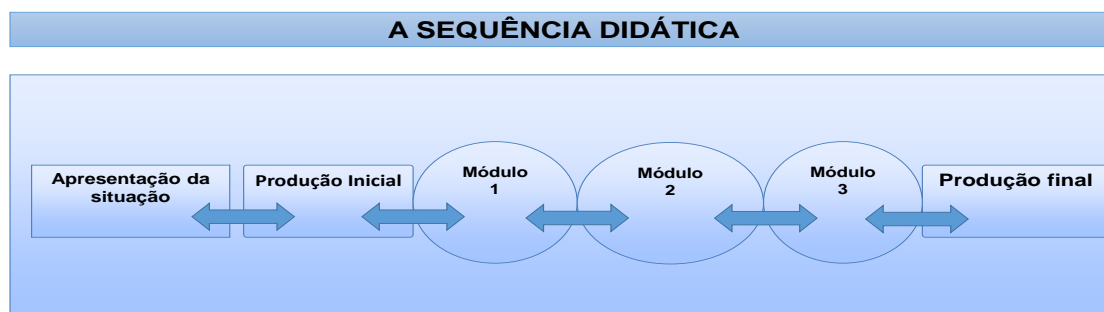 A SEQUÊNCIA DIDÁTICA
Apresentação da
situação
Produção Inicial
Módulo
1
Módulo
2
Módulo
3
Produção final